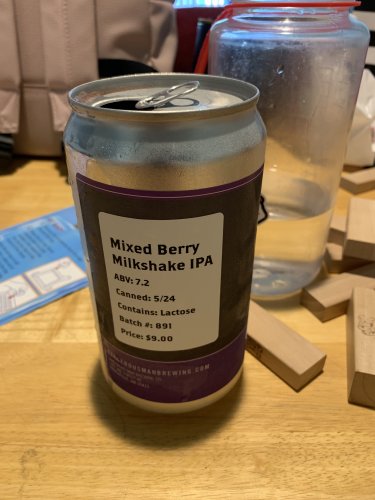 Mixed Berry
Milkshake IPA
ABV: 7.2
Canned: 5/24
Contains: Lactose
Batch #: 891
Price: $9.00